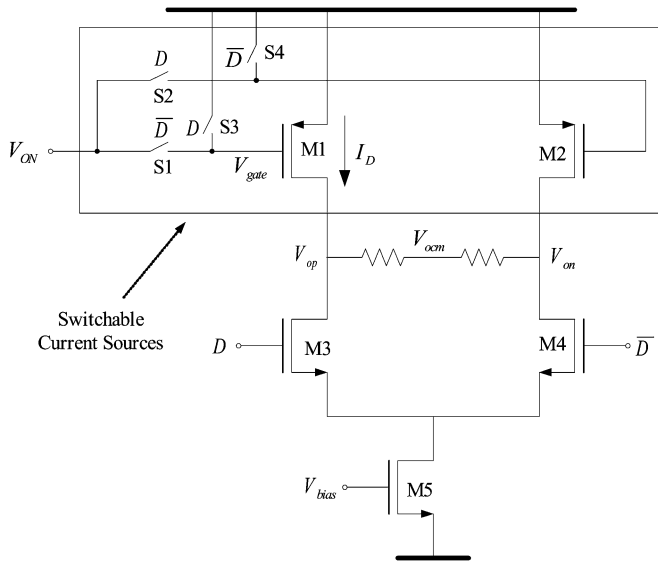 D̅ S4
D
S2
D S3
D̅
V_ON
S1
V_gate
M1
I_D
M2
V_op
V_ocm
V_on
Switchable
Current Sources
D
M3
M4
D̅
V_bias
M5